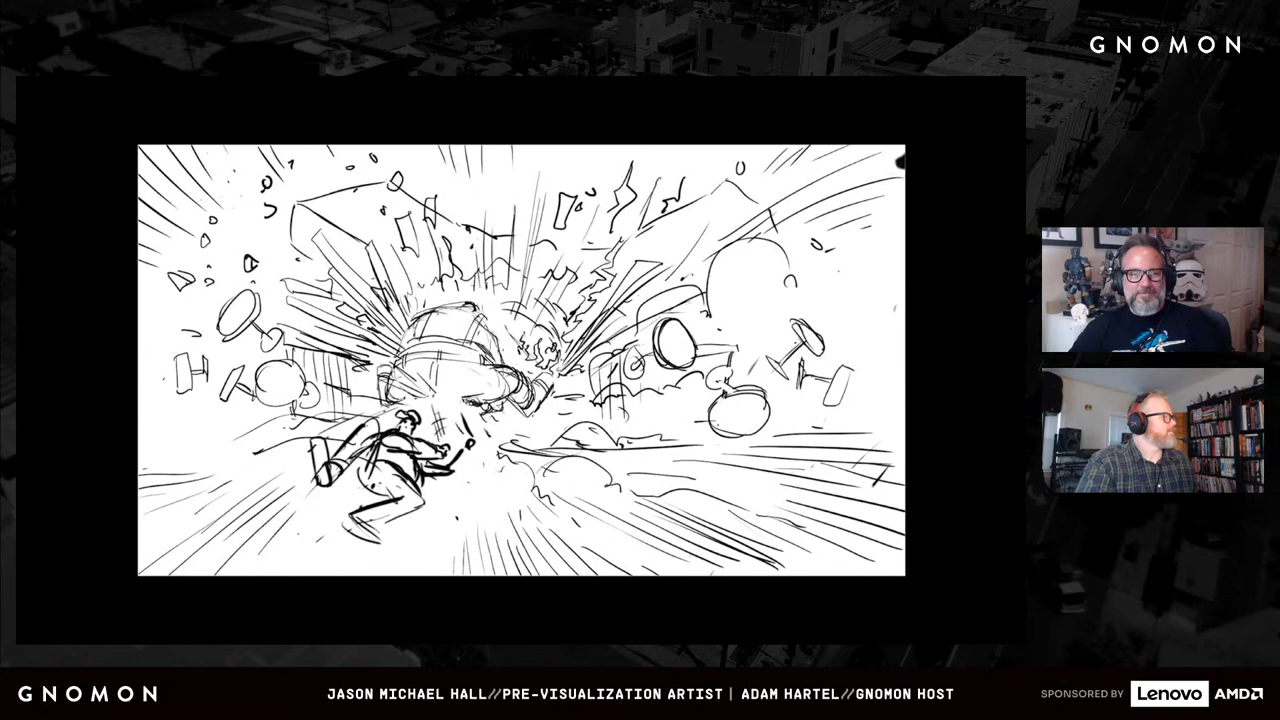 GNOMON
GNOMON
JASON MICHAEL HALL//PRE-VISUALIZATION ARTIST | ADAM HARTEL//GNOMON HOST
SPONSORED BY Lenovo AMD